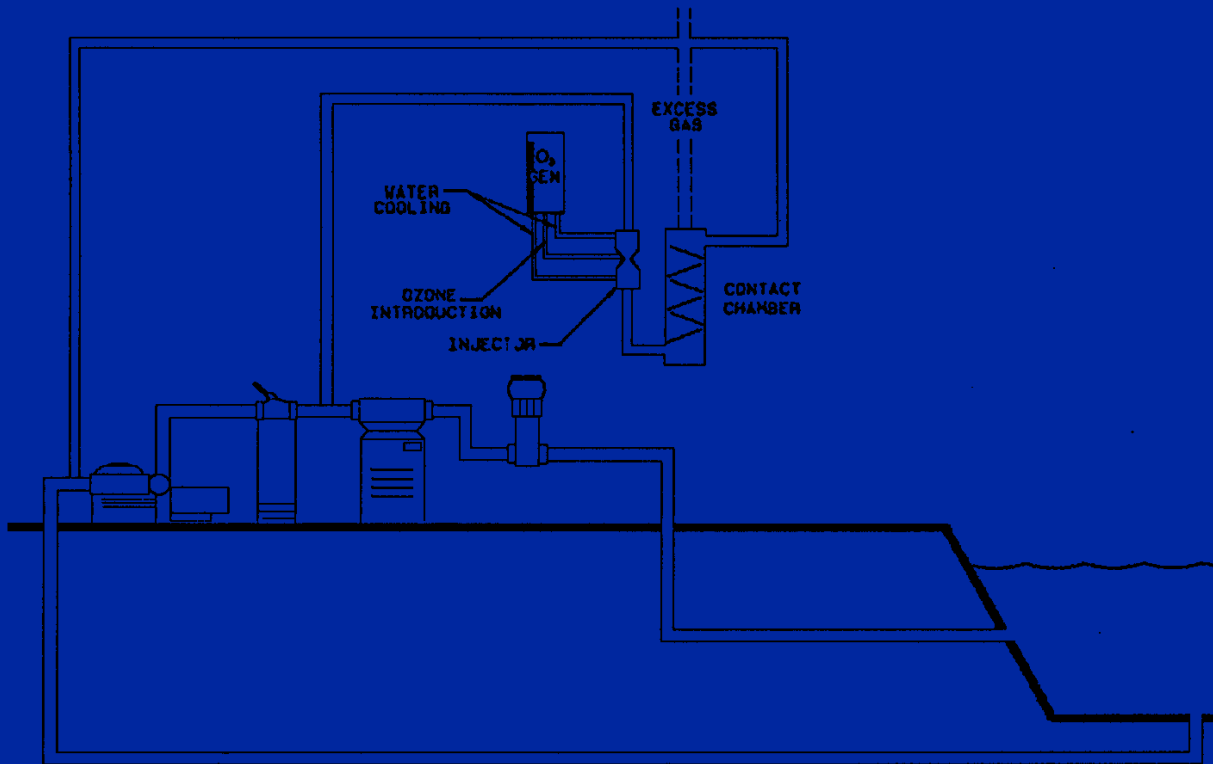 EXCESS
GAS
O₃
GEN
WATER
COOLING
OZONE
INTRODUCTION
INJECTOR
CONTACT
CHAMBER